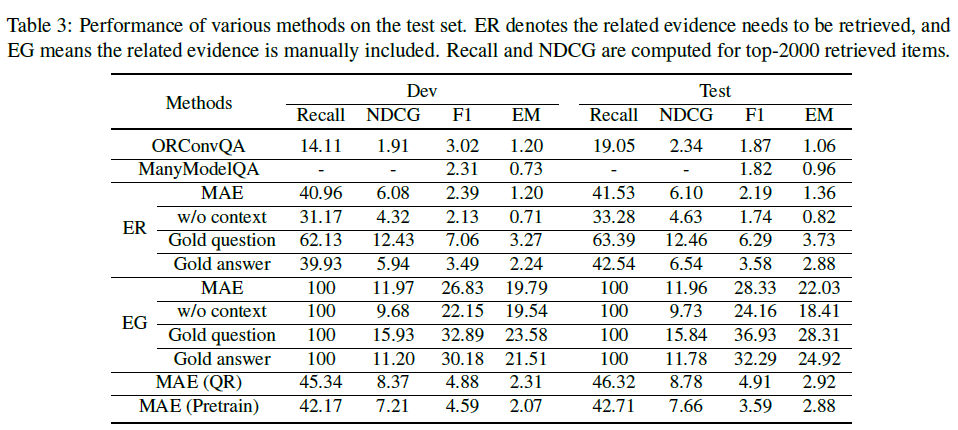 Table 3: Performance of various methods on the test set. ER denotes the related evidence needs to be retrieved, and
EG means the related evidence is manually included. Recall and NDCG are computed for top-2000 retrieved items.
Methods Dev Test
Recall NDCG F1 EM Recall NDCG F1 EM
ORConvQA 14.11 1.91 3.02 1.20 19.05 2.34 1.87 1.06
ManyModelQA - - 2.31 0.73 - - 1.82 0.96
ER MAE 40.96 6.08 2.39 1.20 41.53 6.10 2.19 1.36
w/o context 31.17 4.32 2.13 0.71 33.28 4.63 1.74 0.82
Gold question 62.13 12.43 7.06 3.27 63.39 12.46 6.29 3.73
Gold answer 39.93 5.94 3.49 2.24 42.54 6.54 3.58 2.88
EG MAE 100 11.97 26.83 19.79 100 11.96 28.33 22.03
w/o context 100 9.68 22.15 19.54 100 9.73 24.16 18.41
Gold question 100 15.93 32.89 23.58 100 15.84 36.93 28.31
Gold answer 100 11.20 30.18 21.51 100 11.78 32.29 24.92
MAE (QR) 45.34 8.37 4.88 2.31 46.32 8.78 4.91 2.92
MAE (Pretrain) 42.17 7.21 4.59 2.07 42.71 7.66 3.59 2.88